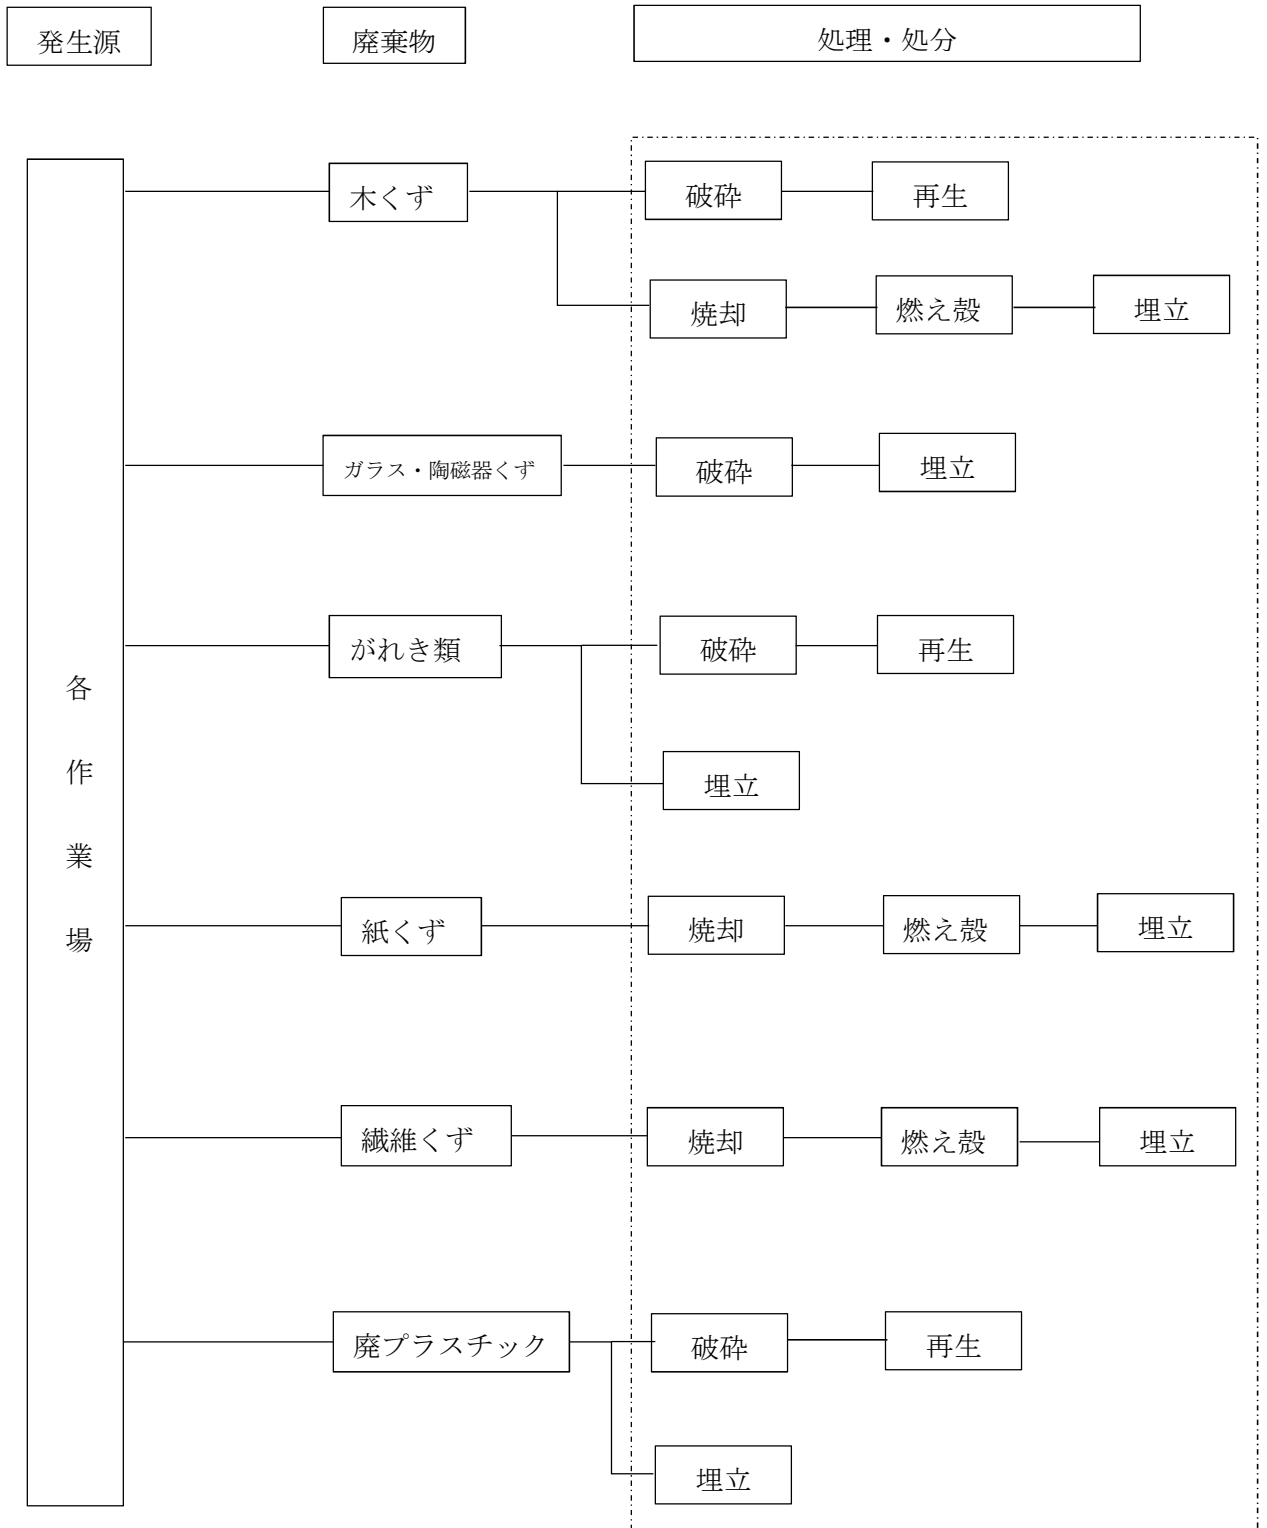 発生源
廃棄物
処理・処分
各作業場
木くず
破砕
再生
焼却
燃え殻
埋立
ガラス・陶磁器くず
破砕
埋立
がれき類
破砕
再生
埋立
紙くず
焼却
燃え殻
埋立
繊維くず
焼却
燃え殻
埋立
廃プラスチック
破砕
再生
埋立